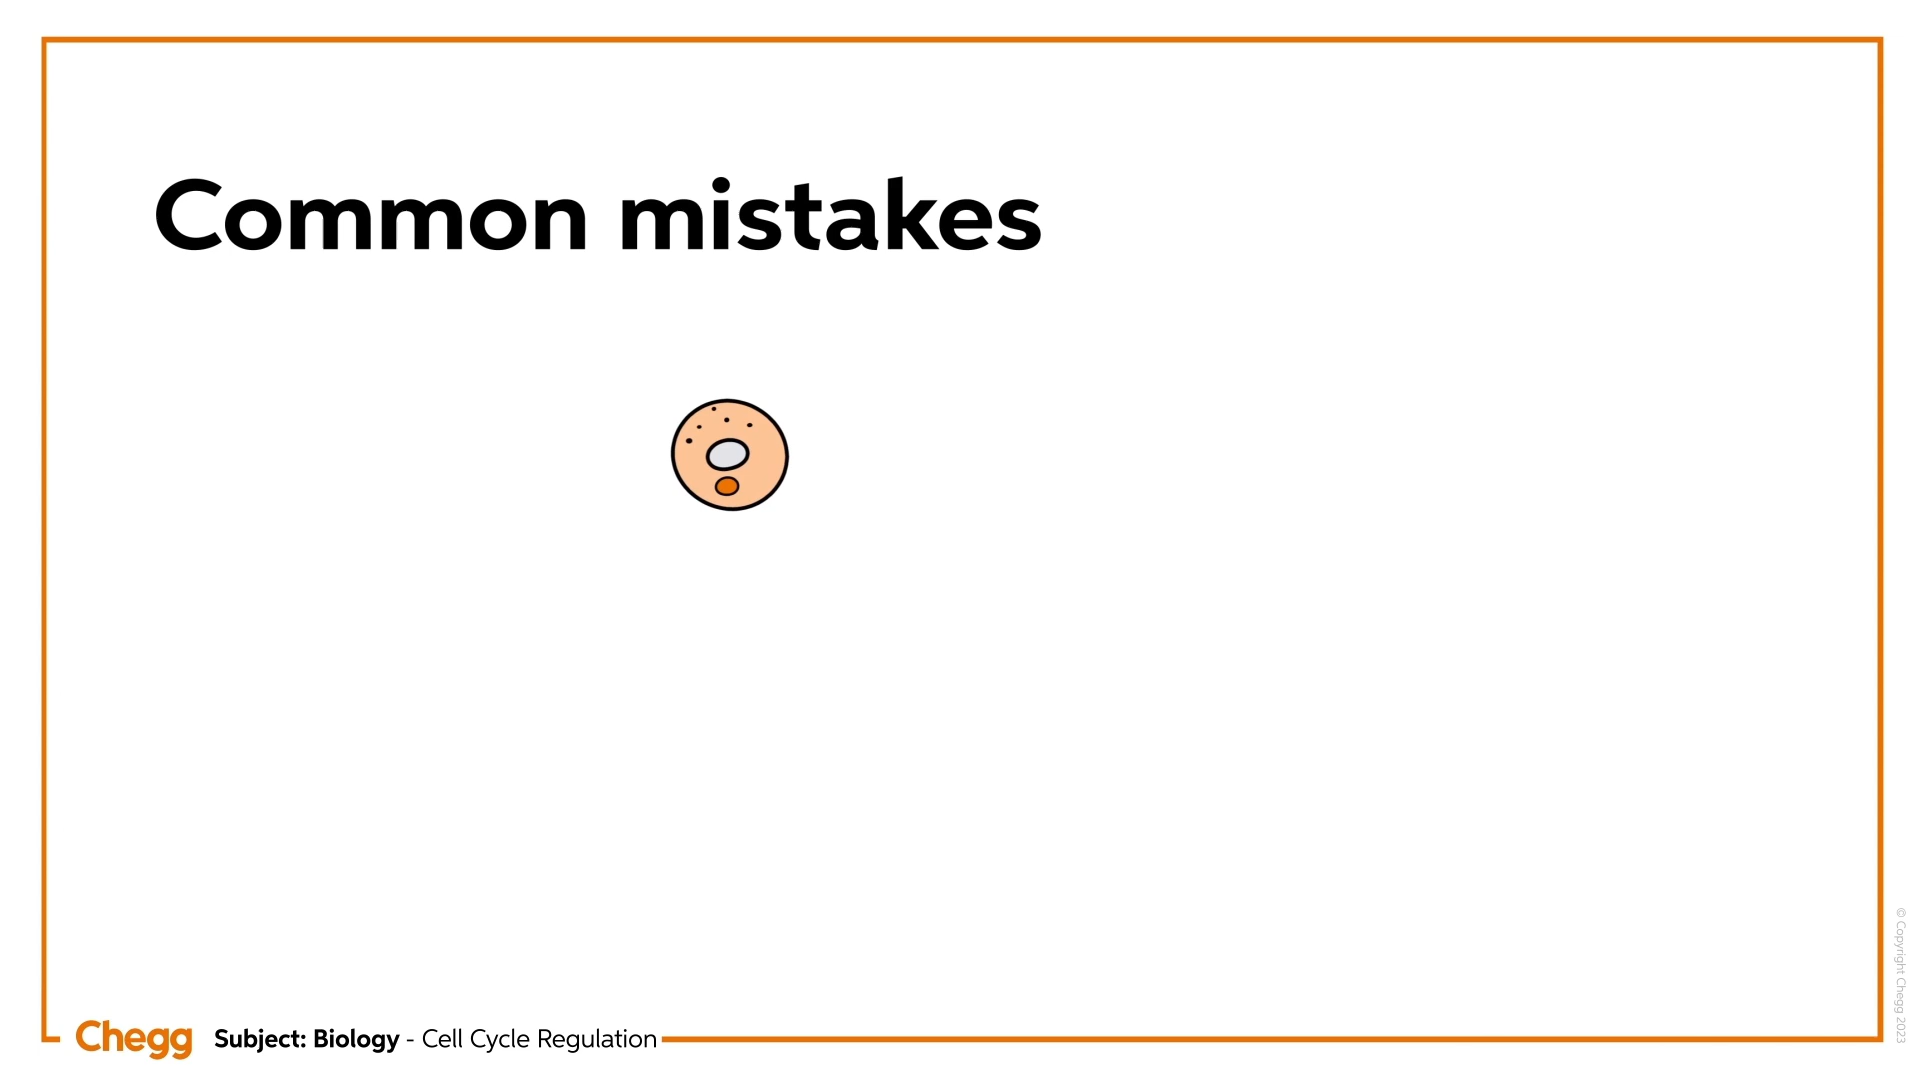 Common mistakes
Chegg Subject: Biology - Cell Cycle Regulation
© Copyright Chegg 2023